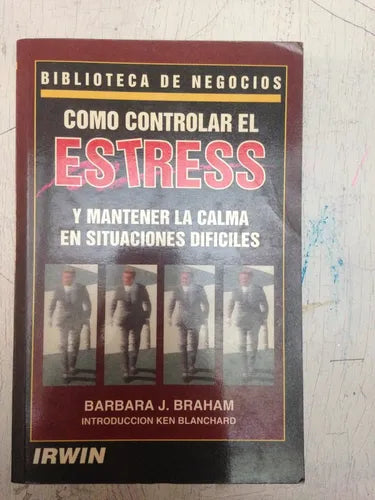 BIBLIOTECA DE NEGOCIOS
COMO CONTROLAR EL
ESTRESS
Y MANTENER LA CALMA
EN SITUACIONES DIFICILES
BARBARA J. BRAHAM
INTRODUCCION KEN BLANCHARD
IRWIN